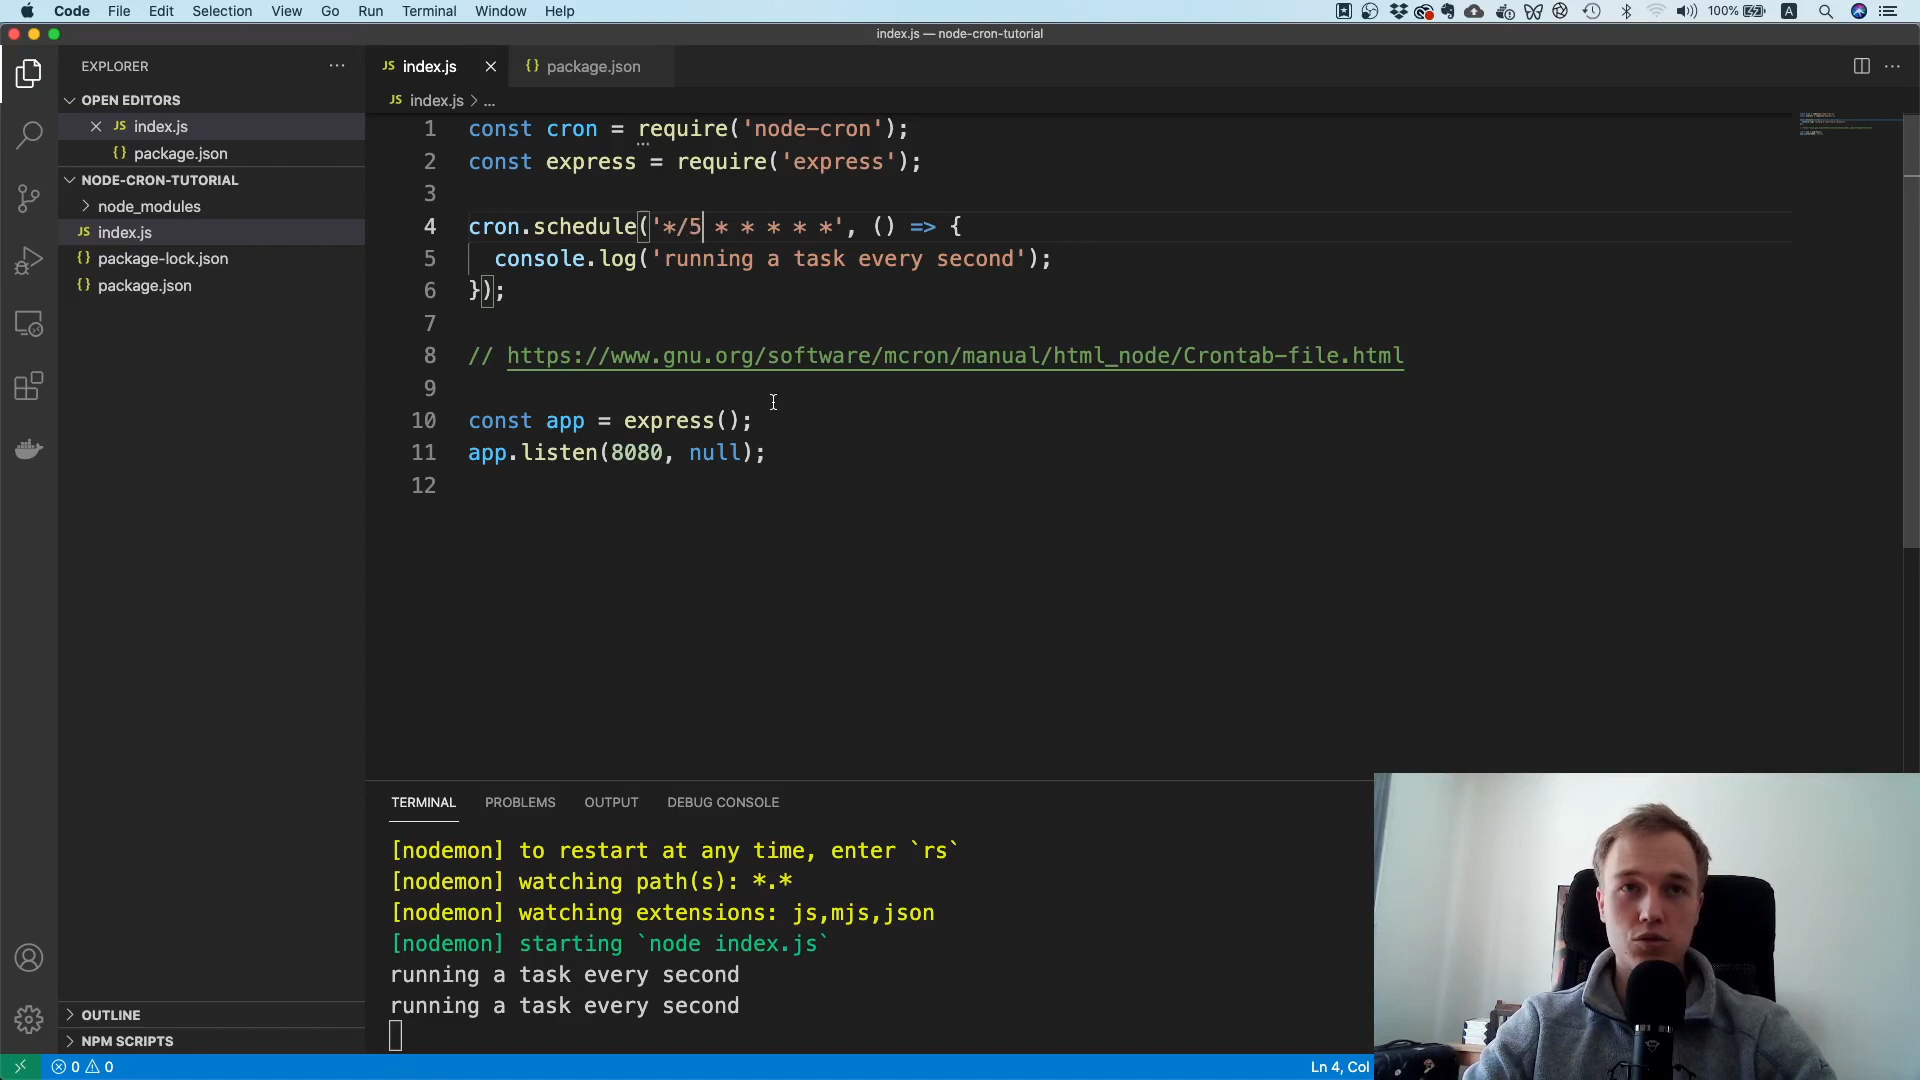 Code File Edit Selection View Go Run Terminal Window Help 100% A
index.js — node-cron-tutorial
EXPLORER
OPEN EDITORS
JS index.js
{} package.json
NODE-CRON-TUTORIAL
node_modules
JS index.js
{} package-lock.json
{} package.json
OUTLINE
NPM SCRIPTS
JS index.js
{} package.json
JS index.js > ...
1 const cron = require('node-cron');
2 const express = require('express');
3
4 cron.schedule('*/5 * * * * *', () => {
5 console.log('running a task every second');
6 });
7
8 // https://www.gnu.org/software/mcron/manual/html_node/Crontab-file.html
9
10 const app = express();
11 app.listen(8080, null);
12
TERMINAL PROBLEMS OUTPUT DEBUG CONSOLE
[nodemon] to restart at any time, enter `rs`
[nodemon] watching path(s): *.*
[nodemon] watching extensions: js,mjs,json
[nodemon] starting `node index.js`
running a task every second
running a task every second
0 0
Ln 4, Col